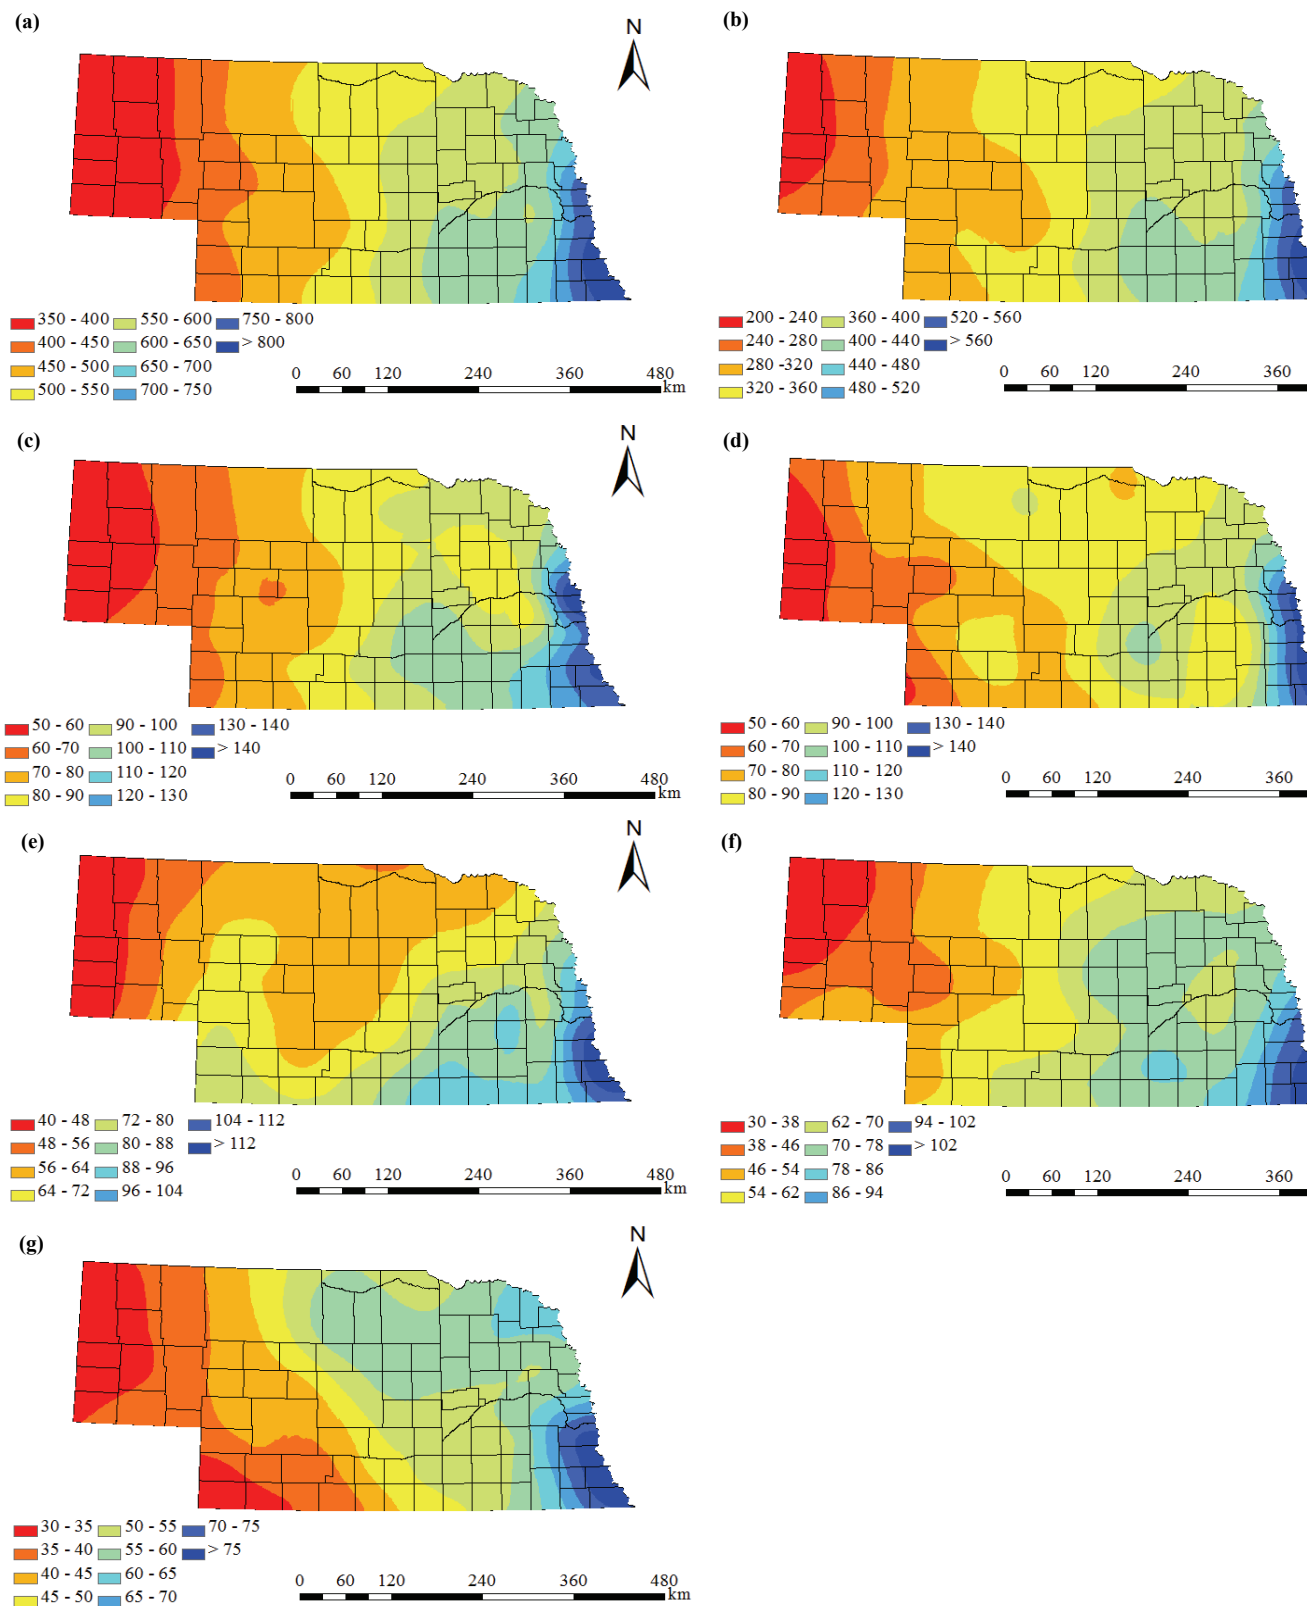 (a)
N
350 - 400
550 - 600
750 - 800
400 - 450
600 - 650
> 800
450 - 500
650 - 700
500 - 550
700 - 750
0 60 120 240 360 480
km
(b)
200 - 240
360 - 400
520 - 560
240 - 280
400 - 440
> 560
280 -320
440 - 480
320 - 360
480 - 520
0 60 120 240 360
(c)
N
50 - 60
90 - 100
130 - 140
60 -70
100 - 110
> 140
70 - 80
110 - 120
80 - 90
120 - 130
0 60 120 240 360 480
km
(d)
50 - 60
90 - 100
130 - 140
60 - 70
100 - 110
> 140
70 - 80
110 - 120
80 - 90
120 - 130
0 60 120 240 360
(e)
N
40 - 48
72 - 80
104 - 112
48 - 56
80 - 88
> 112
56 - 64
88 - 96
64 - 72
96 - 104
0 60 120 240 360 480
km
(f)
30 - 38
62 - 70
94 - 102
38 - 46
70 - 78
> 102
46 - 54
78 - 86
54 - 62
86 - 94
0 60 120 240 360
(g)
N
30 - 35
50 - 55
70 - 75
35 - 40
55 - 60
> 75
40 - 45
60 - 65
45 - 50
65 - 70
0 60 120 240 360 480
km